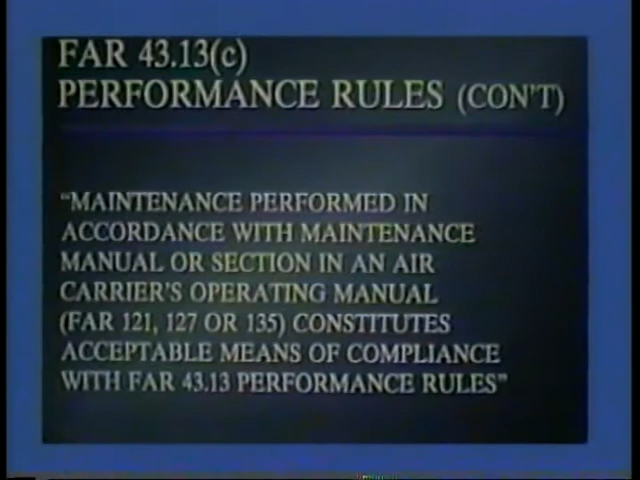 FAR 43.13(c)
PERFORMANCE RULES (CON'T)
"MAINTENANCE PERFORMED IN
ACCORDANCE WITH MAINTENANCE
MANUAL OR SECTION IN AN AIR
CARRIER'S OPERATING MANUAL
(FAR 121, 127 OR 135) CONSTITUTES
ACCEPTABLE MEANS OF COMPLIANCE
WITH FAR 43.13 PERFORMANCE RULES"